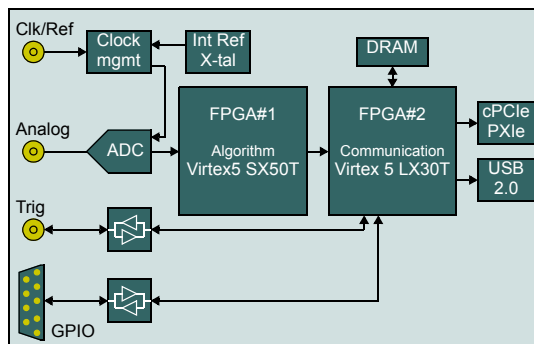 Clk/Ref
Clock
mgmt
Int Ref
X-tal
DRAM
FPGA#1
Algorithm
Virtex5 SX50T
FPGA#2
Communication
Virtex 5 LX30T
cPCIe
PXIe
USB
2.0
Analog
ADC
Trig
GPIO